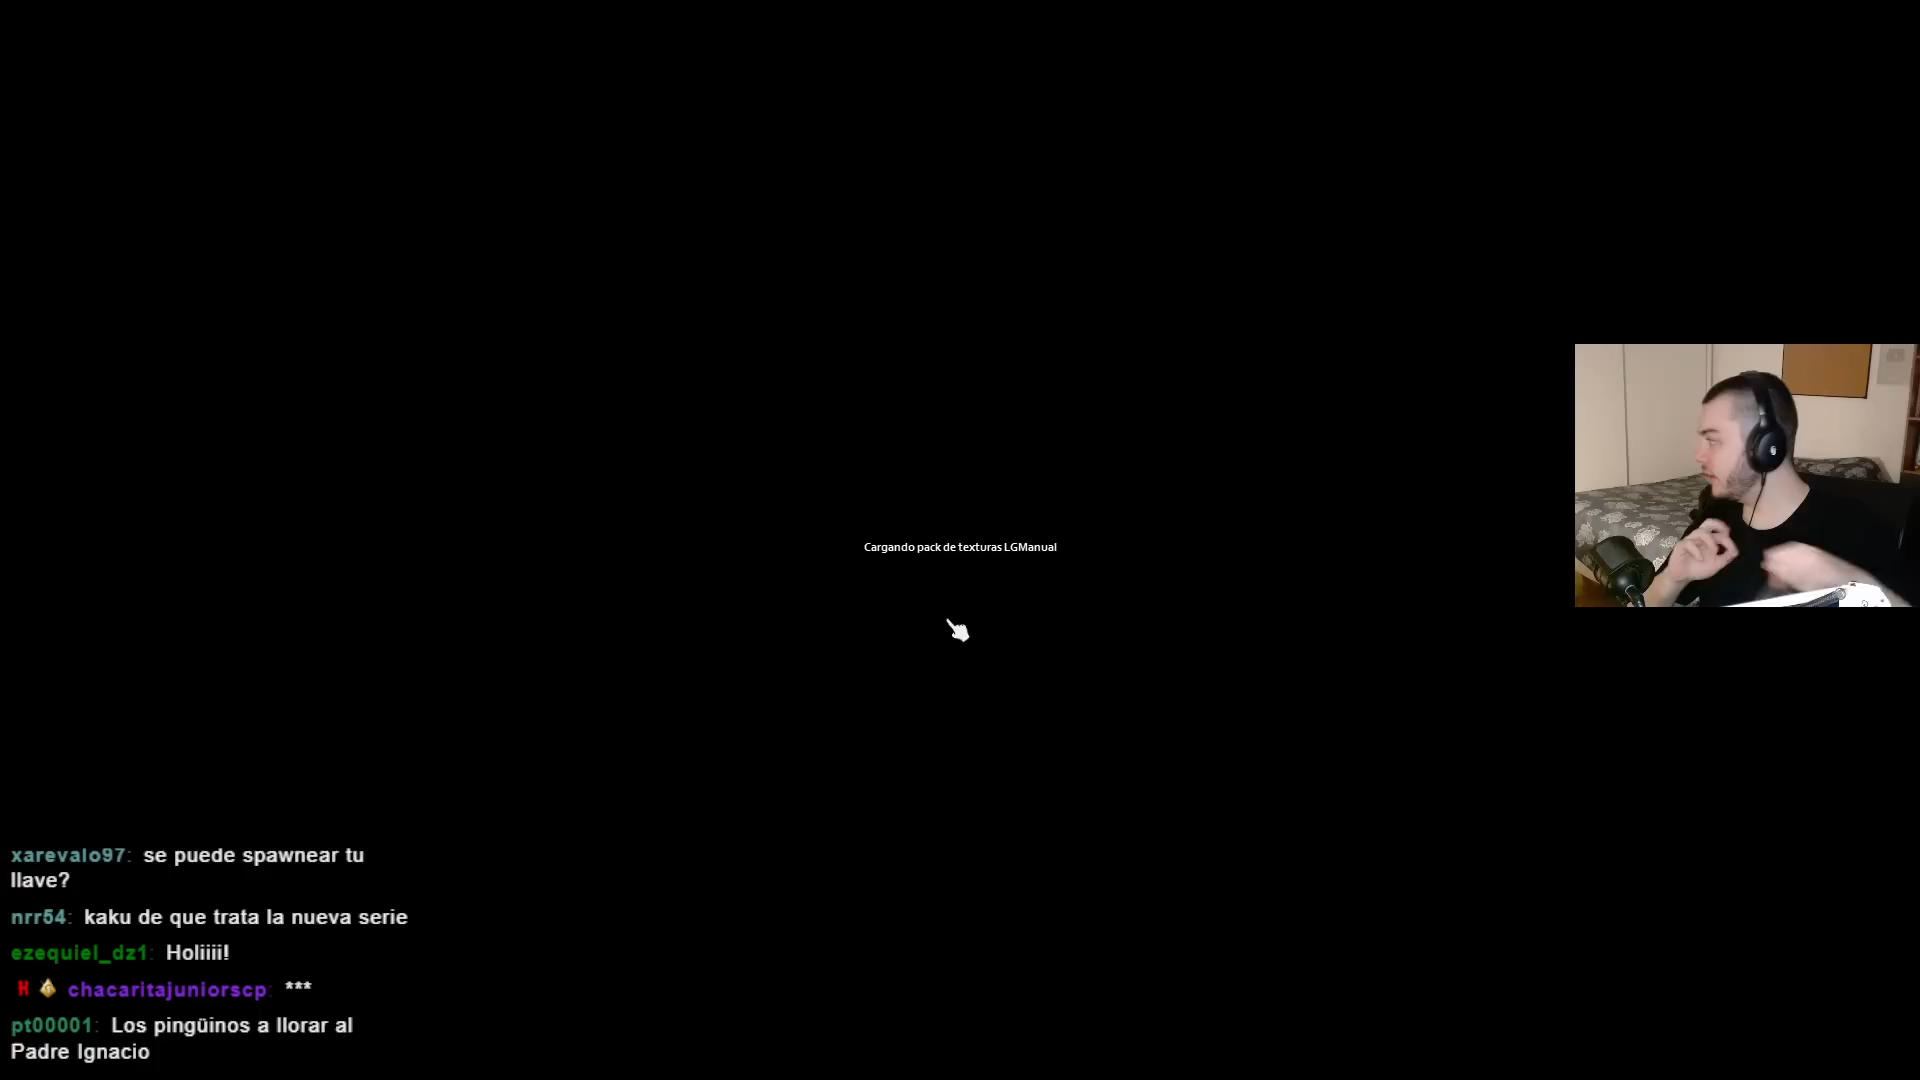 Cargando pack de texturas LGManual
xarevalo97: se puede spawnear tu
llave?
nrr54: kaku de que trata la nueva serie
ezequiel_dz1: Holiiii!
H chacaritajuniorscp: ***
pt00001: Los pingüinos a llorar al
Padre Ignacio